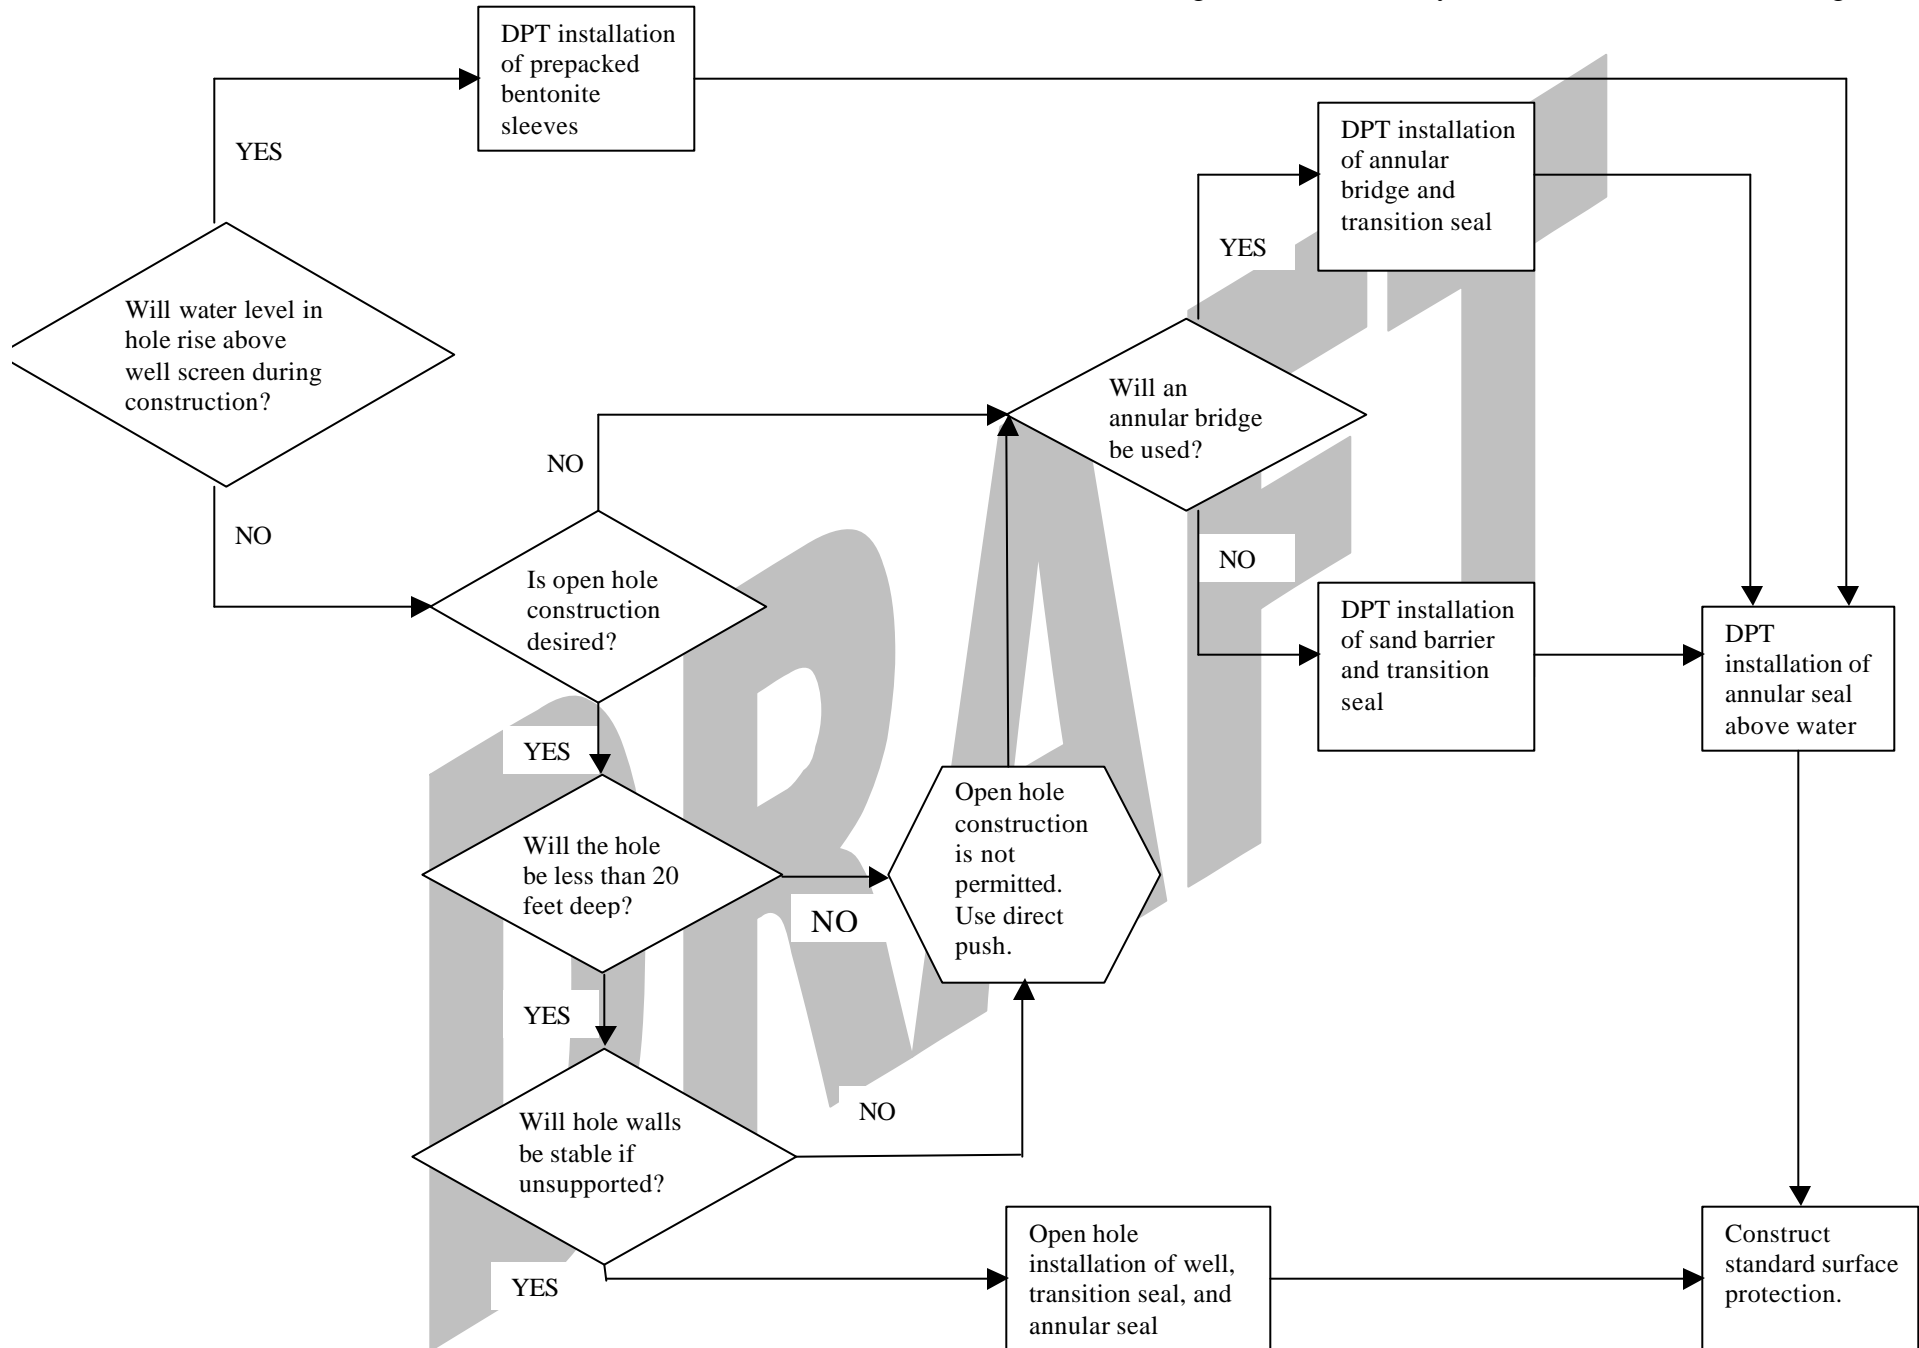 DPT installation
of prepacked
bentonite
sleeves
YES
Will water level in
hole rise above
well screen during
construction?
NO
DPT installation
of annular
bridge and
transition seal
YES
Will an
annular bridge
be used?
NO
NO
Is open hole
construction
desired?
DPT installation
of sand barrier
and transition
seal
DPT
installation of
annular seal
above water
YES
Will the hole
be less than 20
feet deep?
NO
Open hole
construction
is not
permitted.
Use direct
push.
YES
Will hole walls
be stable if
unsupported?
NO
YES
Open hole
installation of well,
transition seal, and
annular seal
Construct
standard surface
protection.
DRAFT